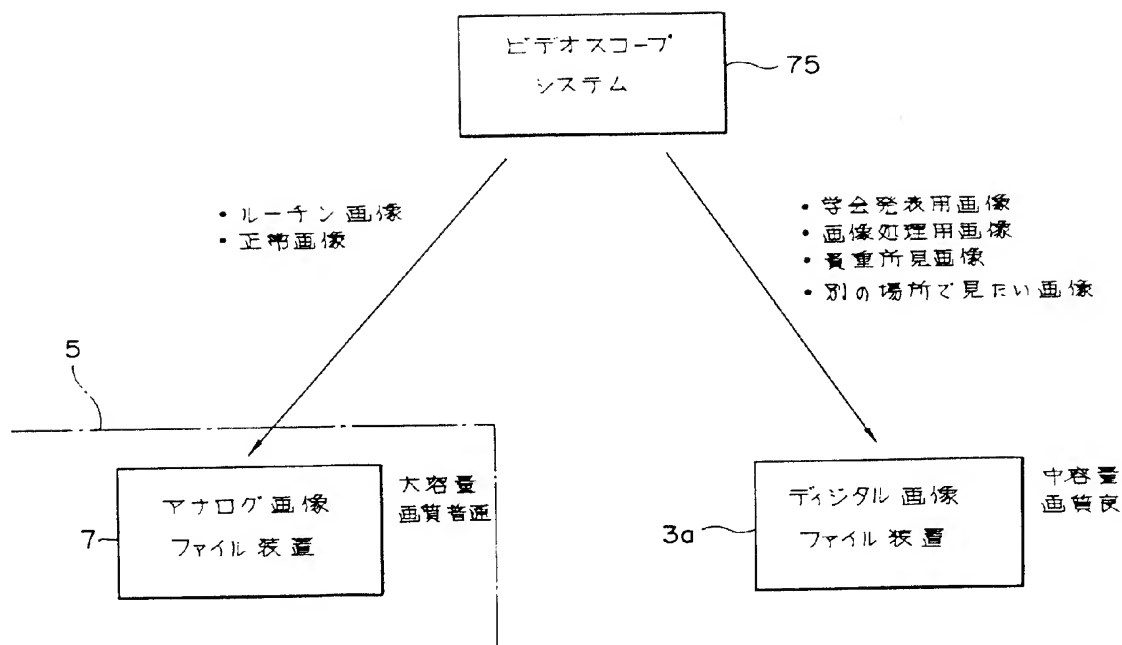 ビデオスコープ
システム
75
・ルーチン画像
・正常画像
・学会発表用画像
・画像処理用画像
・貴重所見画像
・別の場所で見たい画像
5
アナログ画像
ファイル装置
7
大容量
画質普通
ディジタル画像
ファイル装置
3a
中容量
画質良